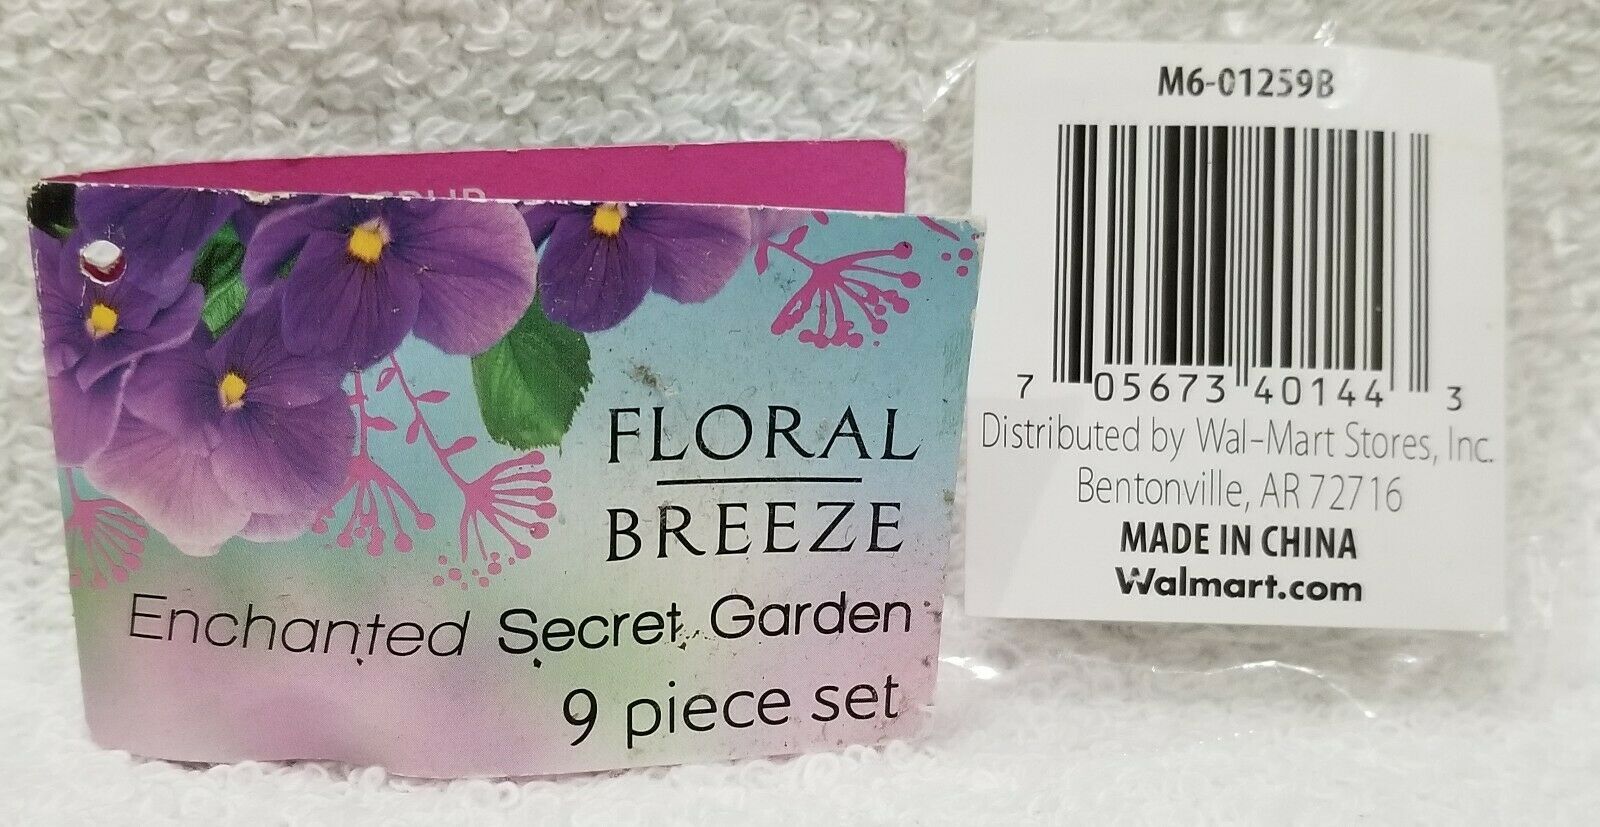 FLORAL
BREEZE
Enchanted Secret Garden
9 piece set
M6-01259B
7 05673 40144 3
Distributed by Wal-Mart Stores, Inc.
Bentonville, AR 72716
MADE IN CHINA
Walmart.com